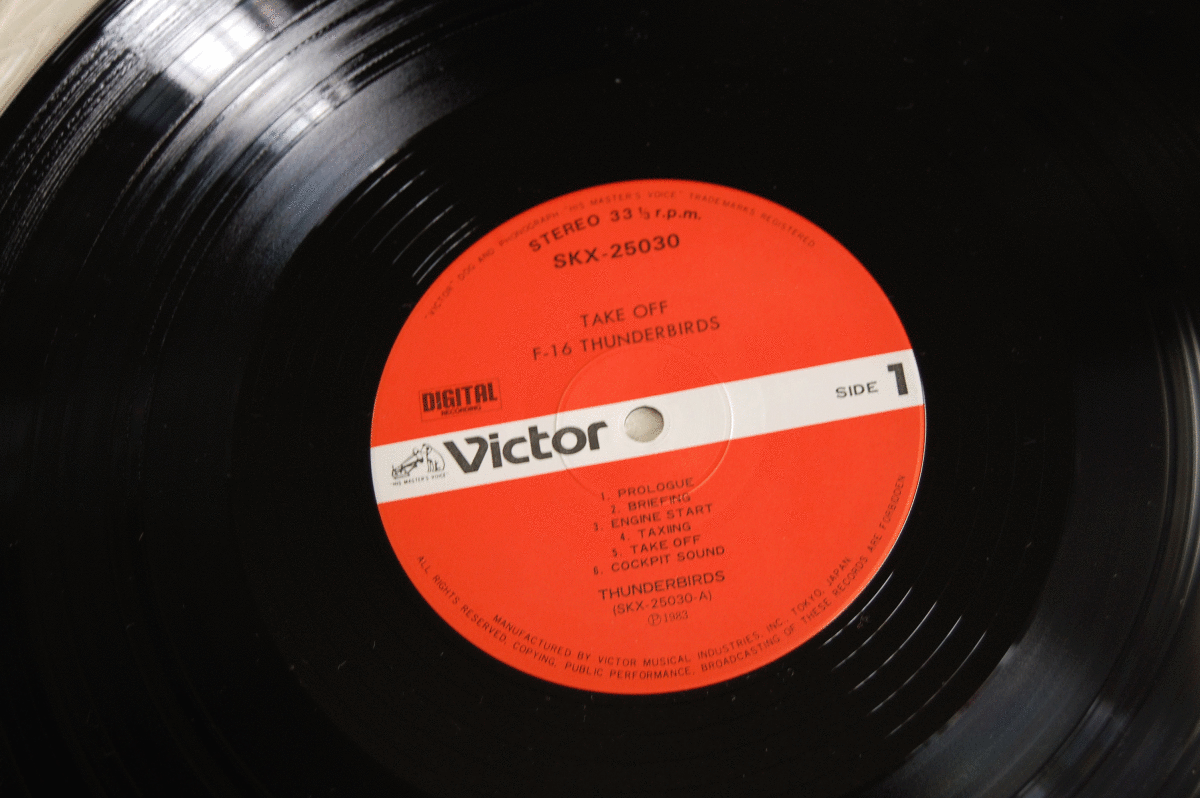 "VICTOR" DOG AND PHONOGRAPH "HIS MASTER'S VOICE" TRADEMARKS REGISTERED
STEREO 33 1/3 r.p.m.
SKX-25030
TAKE OFF
F-16 THUNDERBIRDS
DIGITAL
RECORDING
SIDE 1
Victor
"HIS MASTER'S VOICE"
1. PROLOGUE
2. BRIEFING
3. ENGINE START
4. TAXIING
5. TAKE OFF
6. COCKPIT SOUND
THUNDERBIRDS
(SKX-25030-A)
Ⓟ1983
MANUFACTURED BY VICTOR MUSICAL INDUSTRIES, INC. TOKYO, JAPAN
ALL RIGHTS RESERVED. COPYING, PUBLIC PERFORMANCE, BROADCASTING OF THESE RECORDS ARE FORBIDDEN